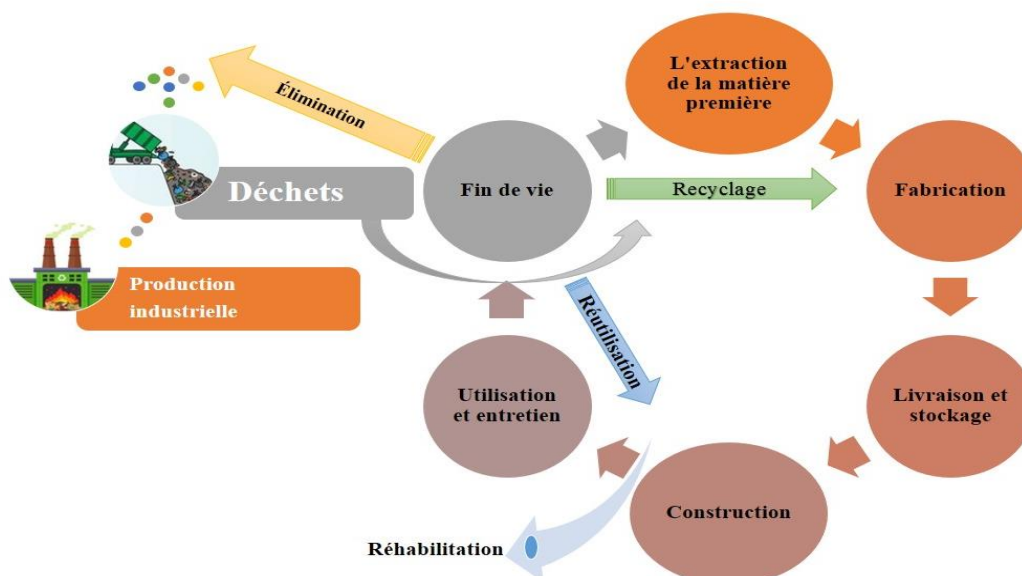 L'extraction
de la matière
première
Élimination
Fin de vie
Recyclage
Fabrication
Déchets
Production
industrielle
Réutilisation
Utilisation
et entretien
Livraison et
stockage
Construction
Réhabilitation